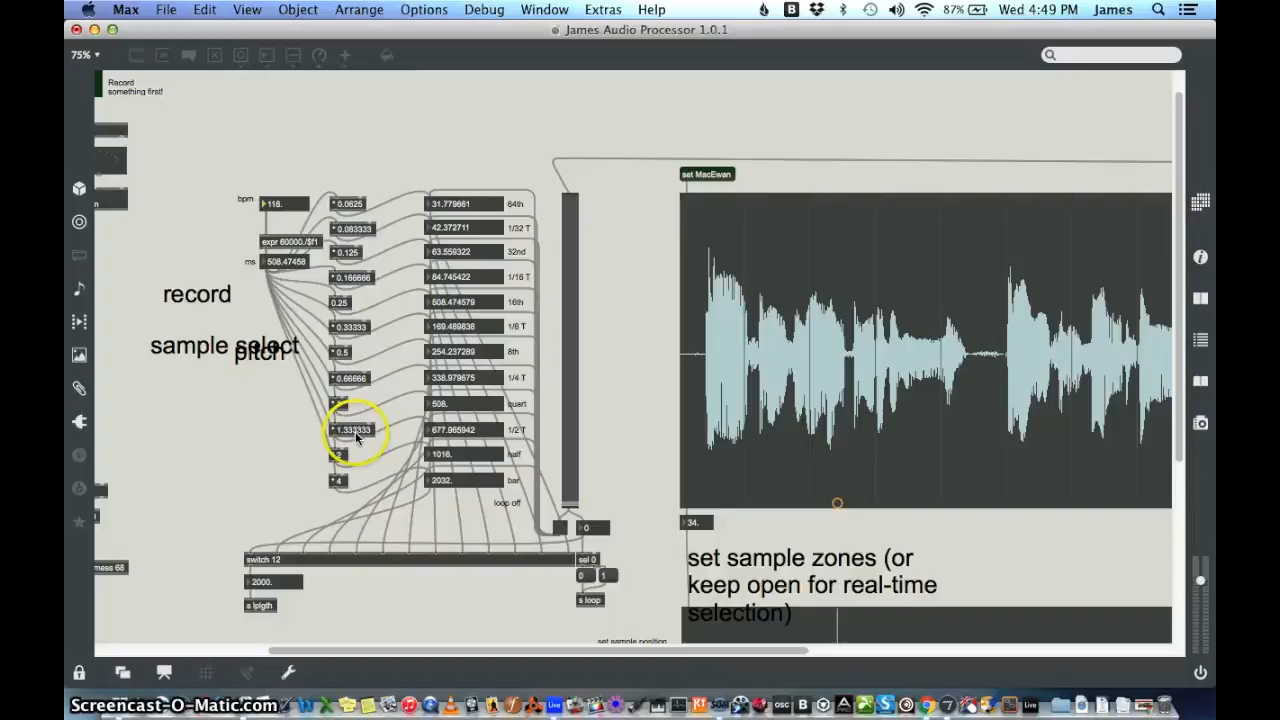 Max File Edit View Object Arrange Options Debug Window Extras Help 87% Wed 4:49 PM James
James Audio Processor 1.0.1
75%
Record
something first!
set MacEwan
bpm 118. * 0.0625 31.779661 64th
* 0.083333 42.372711 1/32 T
expr 60000./$f1
* 0.125 63.559322 32nd
ms 508.47458
* 0.166666 84.745422 1/16 T
record
0.25 508.474579 16th
* 0.33333 169.489838 1/8 T
sample select
pitch
* 0.5 254.237289 8th
* 0.66666 338.979675 1/4 T
508. quart
* 1.333333 677.965942 1/2 T
2 1016. half
* 4 2032. bar
loop off
0
34.
switch 12 sel 0
set sample zones (or
keep open for real-time
selection)
ness 68
2000.
0 1
s lplgth
s loop
set sample position
Screencast-O-Matic.com